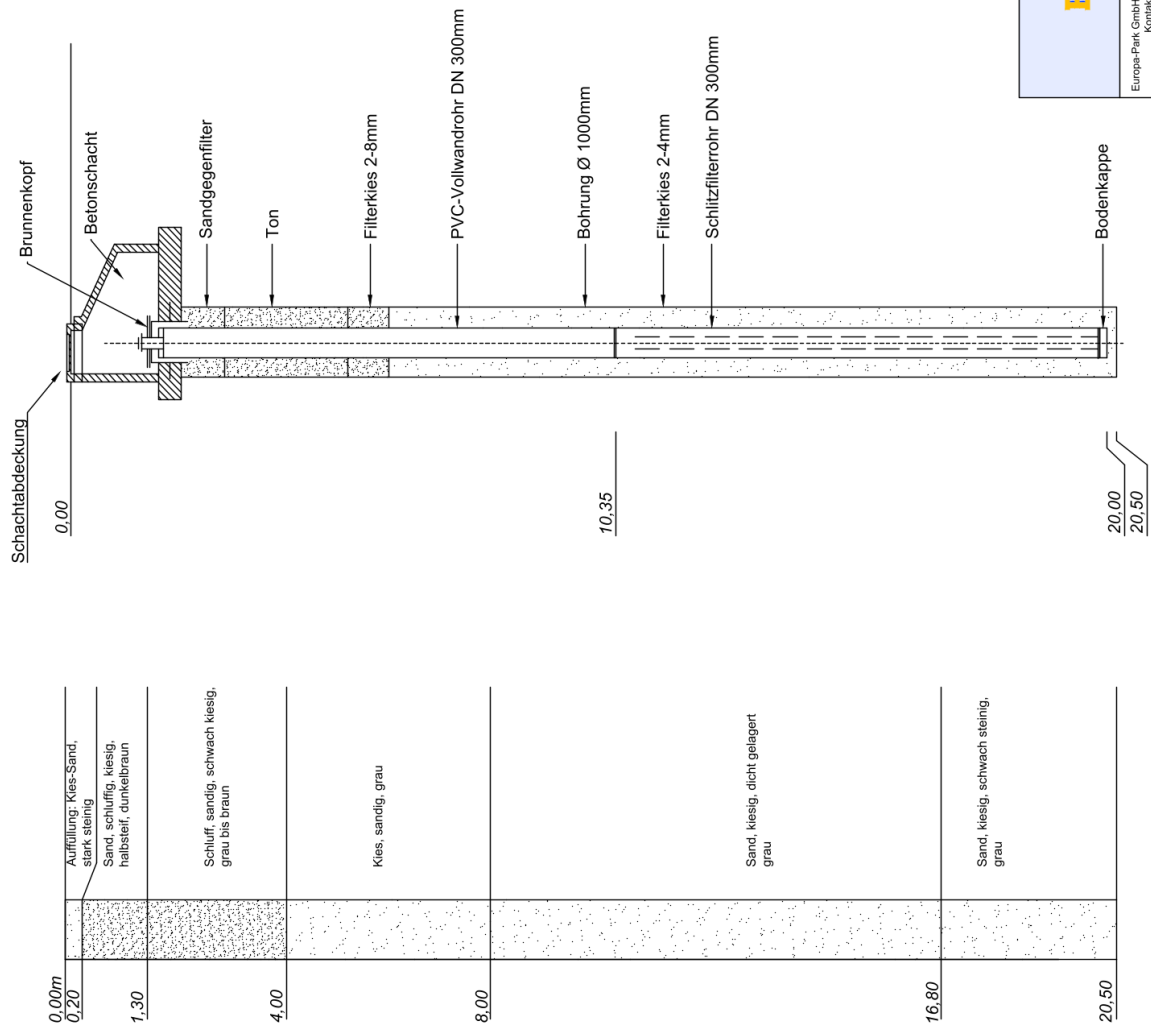 Schachtabdeckung
Brunnenkopf
Betonschacht
0,00
Sandgegenfilter
Ton
Filterkies 2-8mm
PVC-Vollwandrohr DN 300mm
Bohrung Ø 1000mm
10,35
Filterkies 2-4mm
Schlitzfilterrohr DN 300mm
Bodenkappe
20,00
20,50
0,00m
Auffüllung: Kies-Sand,
stark steinig
0,20
Sand, schluffig, kiesig,
halbsteif, dunkelbraun
1,30
Schluff, sandig, schwach kiesig,
grau bis braun
4,00
Kies, sandig, grau
8,00
Sand, kiesig, dicht gelagert
grau
16,80
Sand, kiesig, schwach steinig,
grau
20,50
Europa-Park GmbH
Kontak